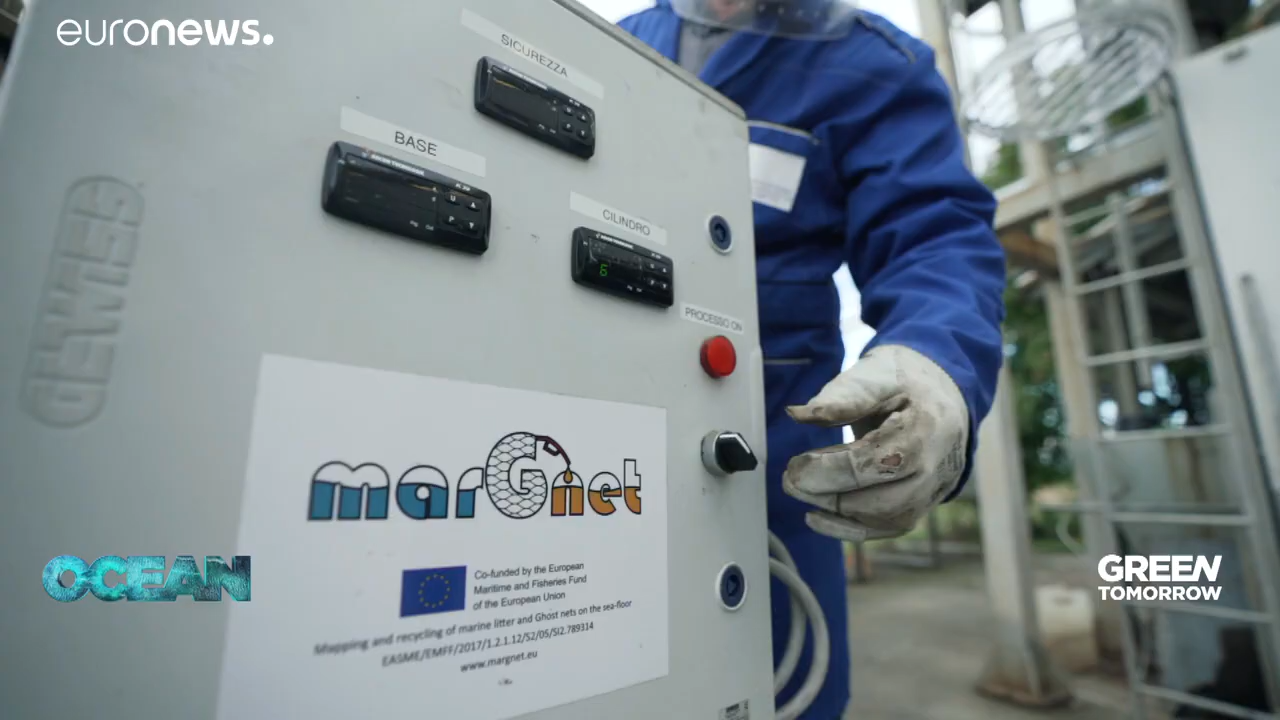 euronews.
SICUREZZA
BASE
CILINDRO
6
PROCESSO ON
GEWISS
marGnet
Co-funded by the European
Maritime and Fisheries Fund
of the European Union
Mapping and recycling of marine litter and Ghost nets on the sea-floor
EASME/EMFF/2017/1.2.1.12/S2/05/SI2.789314
www.margnet.eu
OCEAN
GREEN
TOMORROW